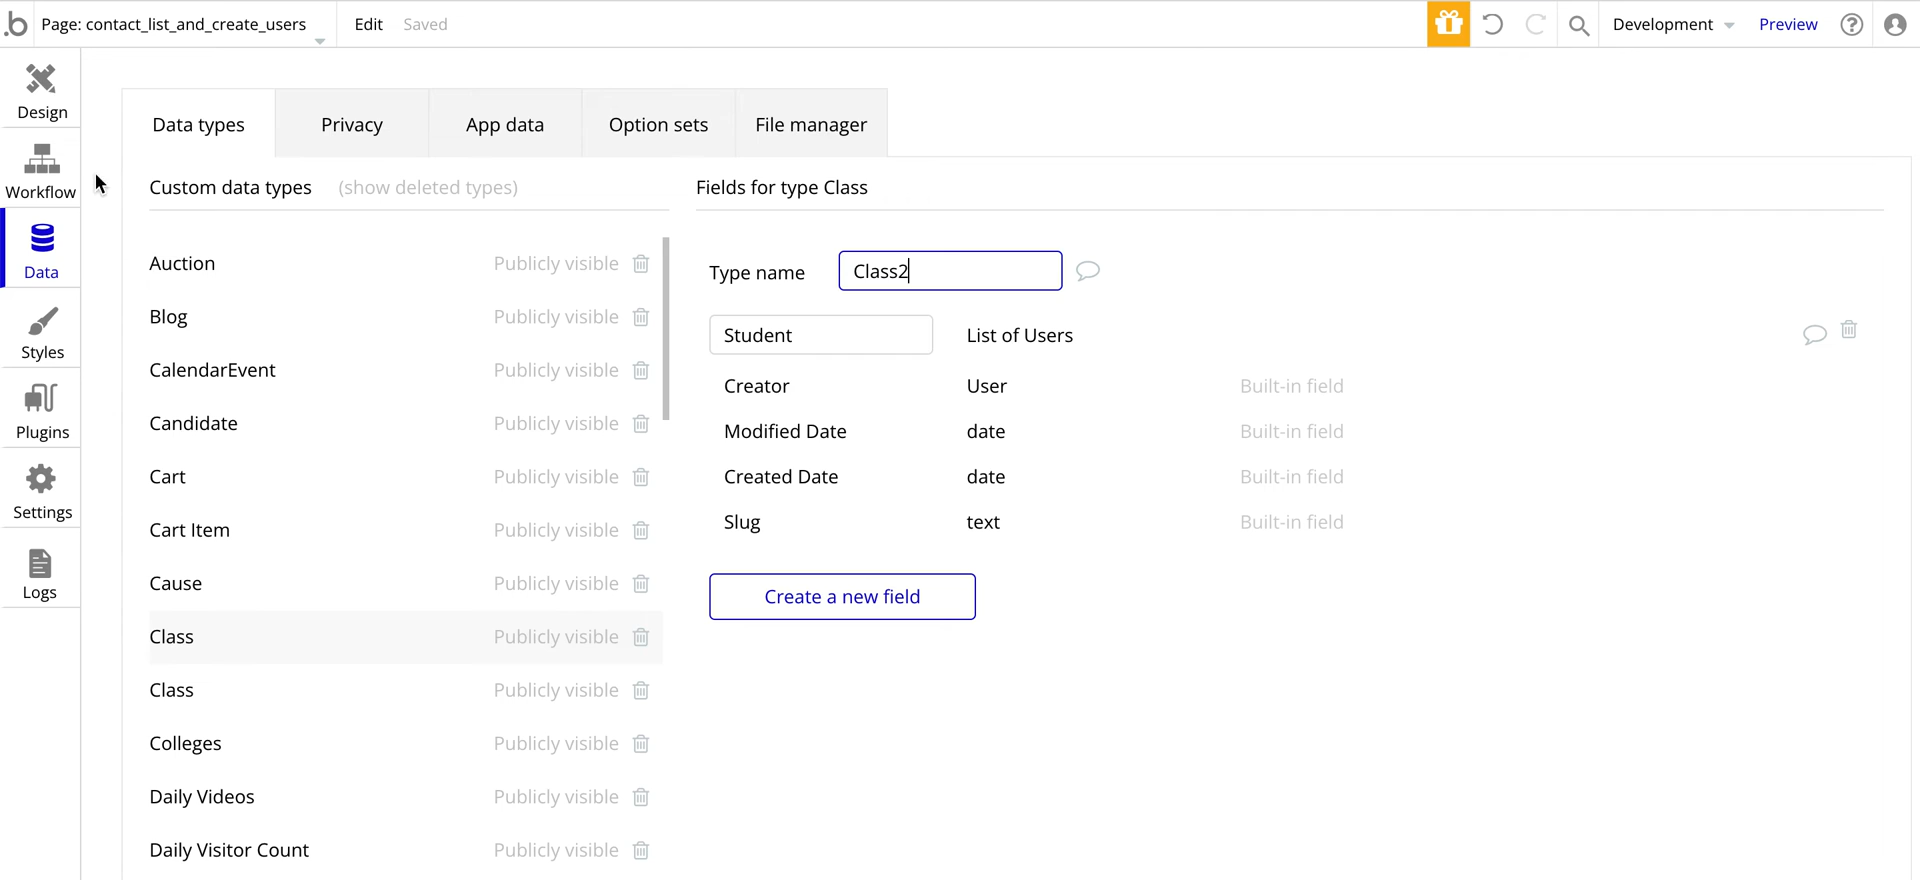 .b Page: contact_list_and_create_users Edit Saved Development Preview ?
Design
Workflow
Data
Styles
Plugins
Settings
Logs
Data types Privacy App data Option sets File manager
Custom data types (show deleted types)
Auction Publicly visible
Blog Publicly visible
CalendarEvent Publicly visible
Candidate Publicly visible
Cart Publicly visible
Cart Item Publicly visible
Cause Publicly visible
Class Publicly visible
Class Publicly visible
Colleges Publicly visible
Daily Videos Publicly visible
Daily Visitor Count Publicly visible
Fields for type Class
Type name Class2
Student List of Users
Creator User Built-in field
Modified Date date Built-in field
Created Date date Built-in field
Slug text Built-in field
Create a new field